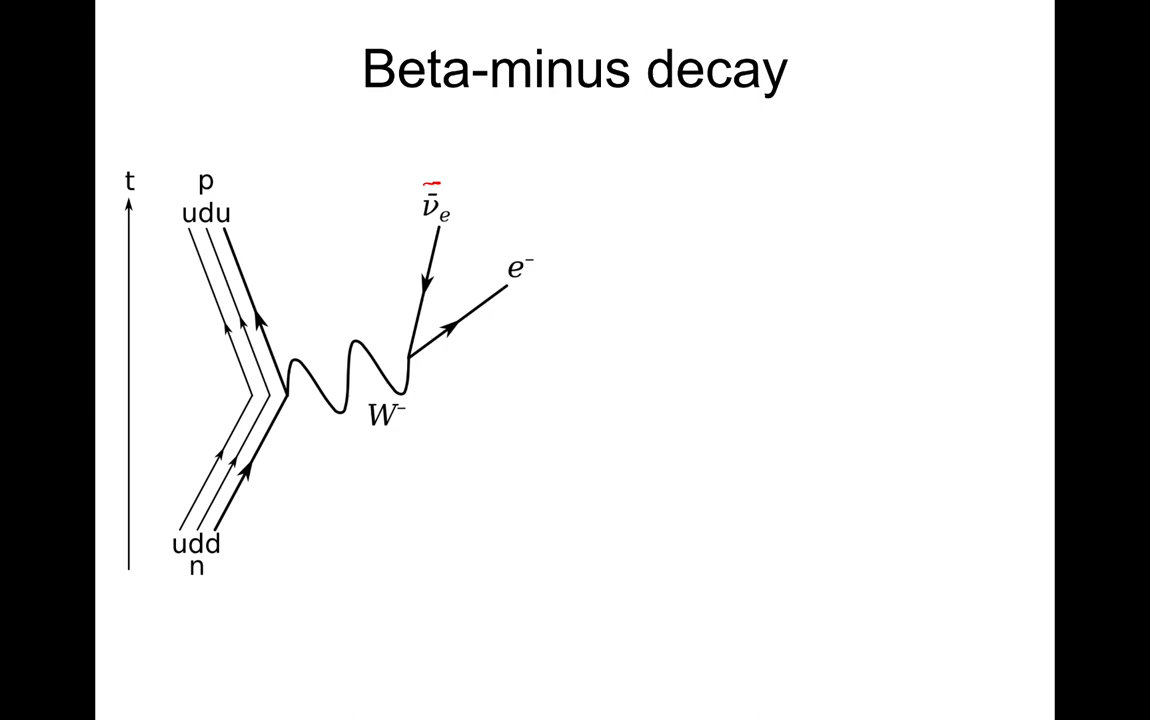 Beta-minus decay
t
p
udu
ν̄ₑ
e⁻
W⁻
udd
n